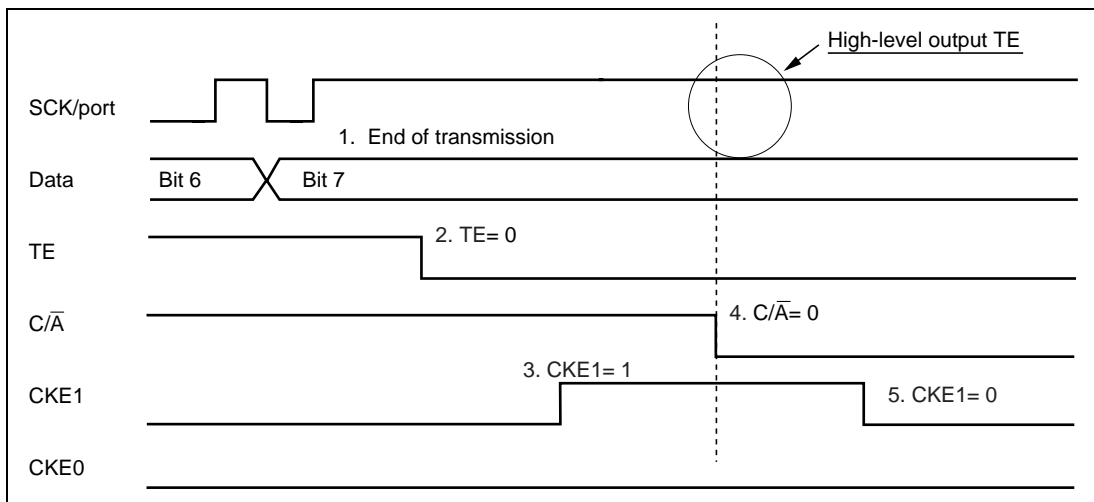 High-level output TE
SCK/port
1. End of transmission
Data
Bit 6
Bit 7
TE
2. TE= 0
C/A̅
4. C/A̅= 0
3. CKE1= 1
CKE1
5. CKE1= 0
CKE0